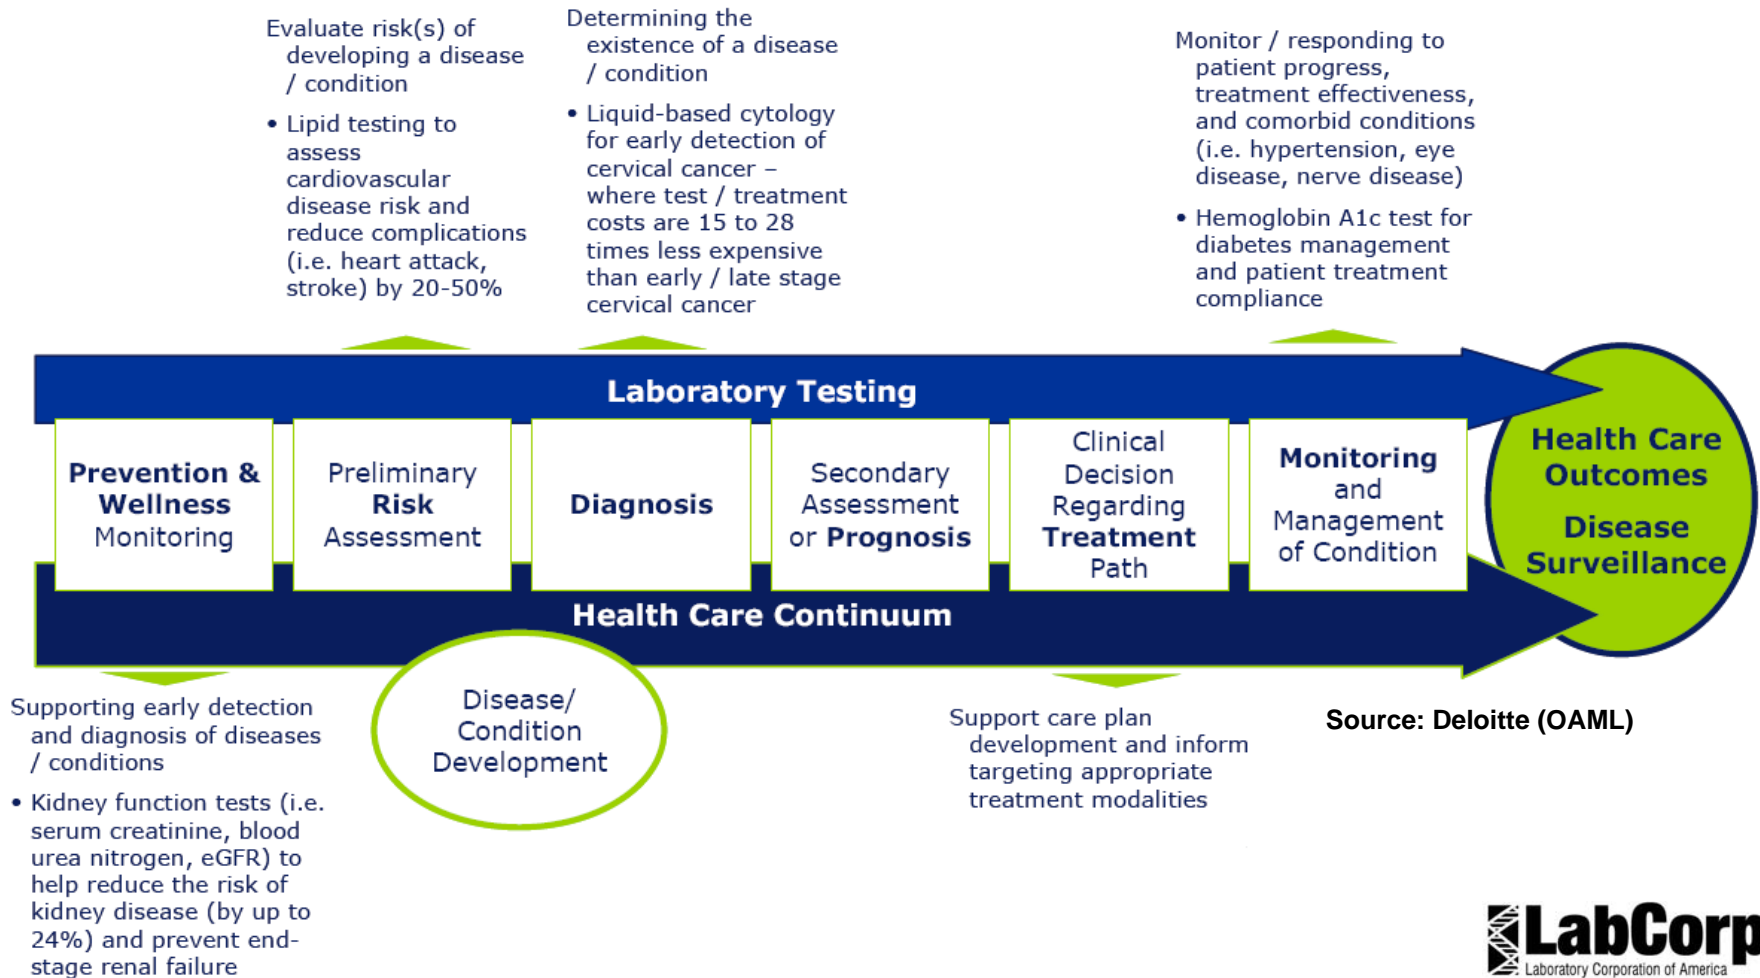 Evaluate risk(s) of
developing a disease
/ condition
• Lipid testing to
assess
cardiovascular
disease risk and
reduce complications
(i.e. heart attack,
stroke) by 20-50%
Determining the
existence of a disease
/ condition
• Liquid-based cytology
for early detection of
cervical cancer –
where test / treatment
costs are 15 to 28
times less expensive
than early / late stage
cervical cancer
Monitor / responding to
patient progress,
treatment effectiveness,
and comorbid conditions
(i.e. hypertension, eye
disease, nerve disease)
• Hemoglobin A1c test for
diabetes management
and patient treatment
compliance
Laboratory Testing
Prevention &
Wellness
Monitoring
Preliminary
Risk
Assessment
Diagnosis
Secondary
Assessment
or Prognosis
Clinical
Decision
Regarding
Treatment
Path
Monitoring
and
Management
of Condition
Health Care
Outcomes
Disease
Surveillance
Health Care Continuum
Supporting early detection
and diagnosis of diseases
/ conditions
• Kidney function tests (i.e.
serum creatinine, blood
urea nitrogen, eGFR) to
help reduce the risk of
kidney disease (by up to
24%) and prevent end-
stage renal failure
Disease/
Condition
Development
Support care plan
development and inform
targeting appropriate
treatment modalities
Source: Deloitte (OAML)
LabCorp
Laboratory Corporation of America